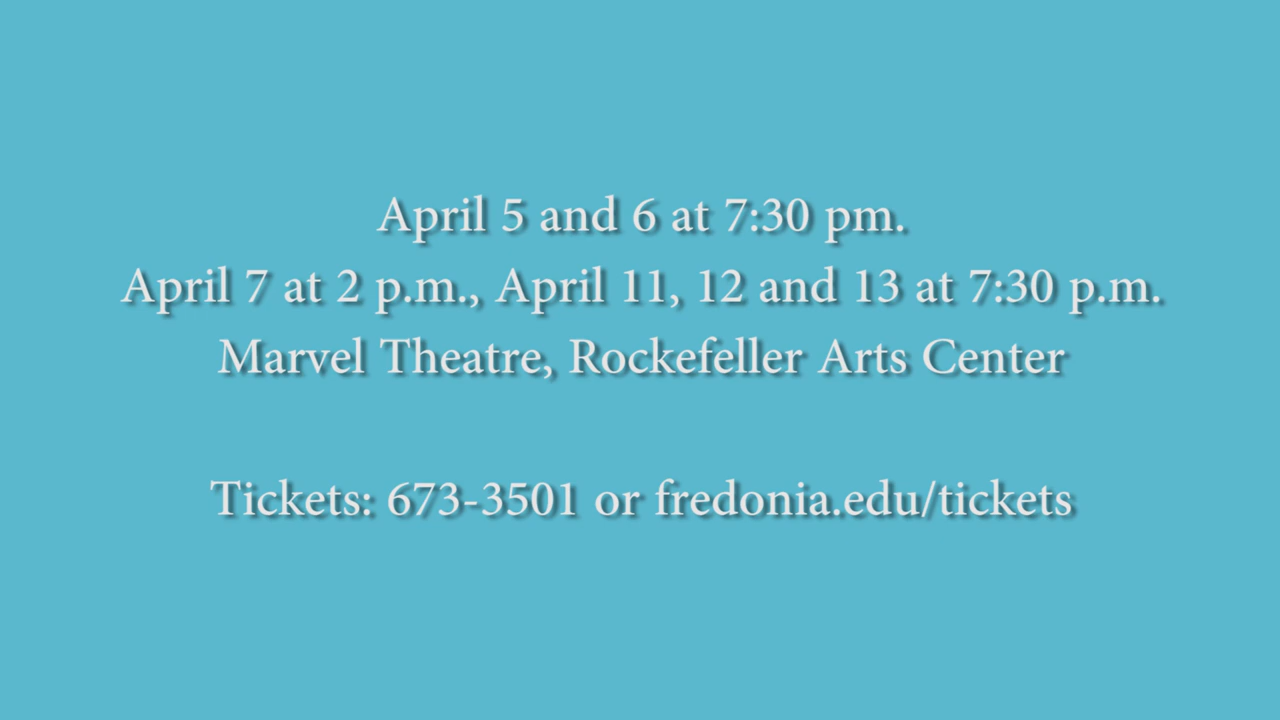 April 5 and 6 at 7:30 pm.
April 7 at 2 p.m., April 11, 12 and 13 at 7:30 p.m.
Marvel Theatre, Rockefeller Arts Center
Tickets: 673-3501 or fredonia.edu/tickets